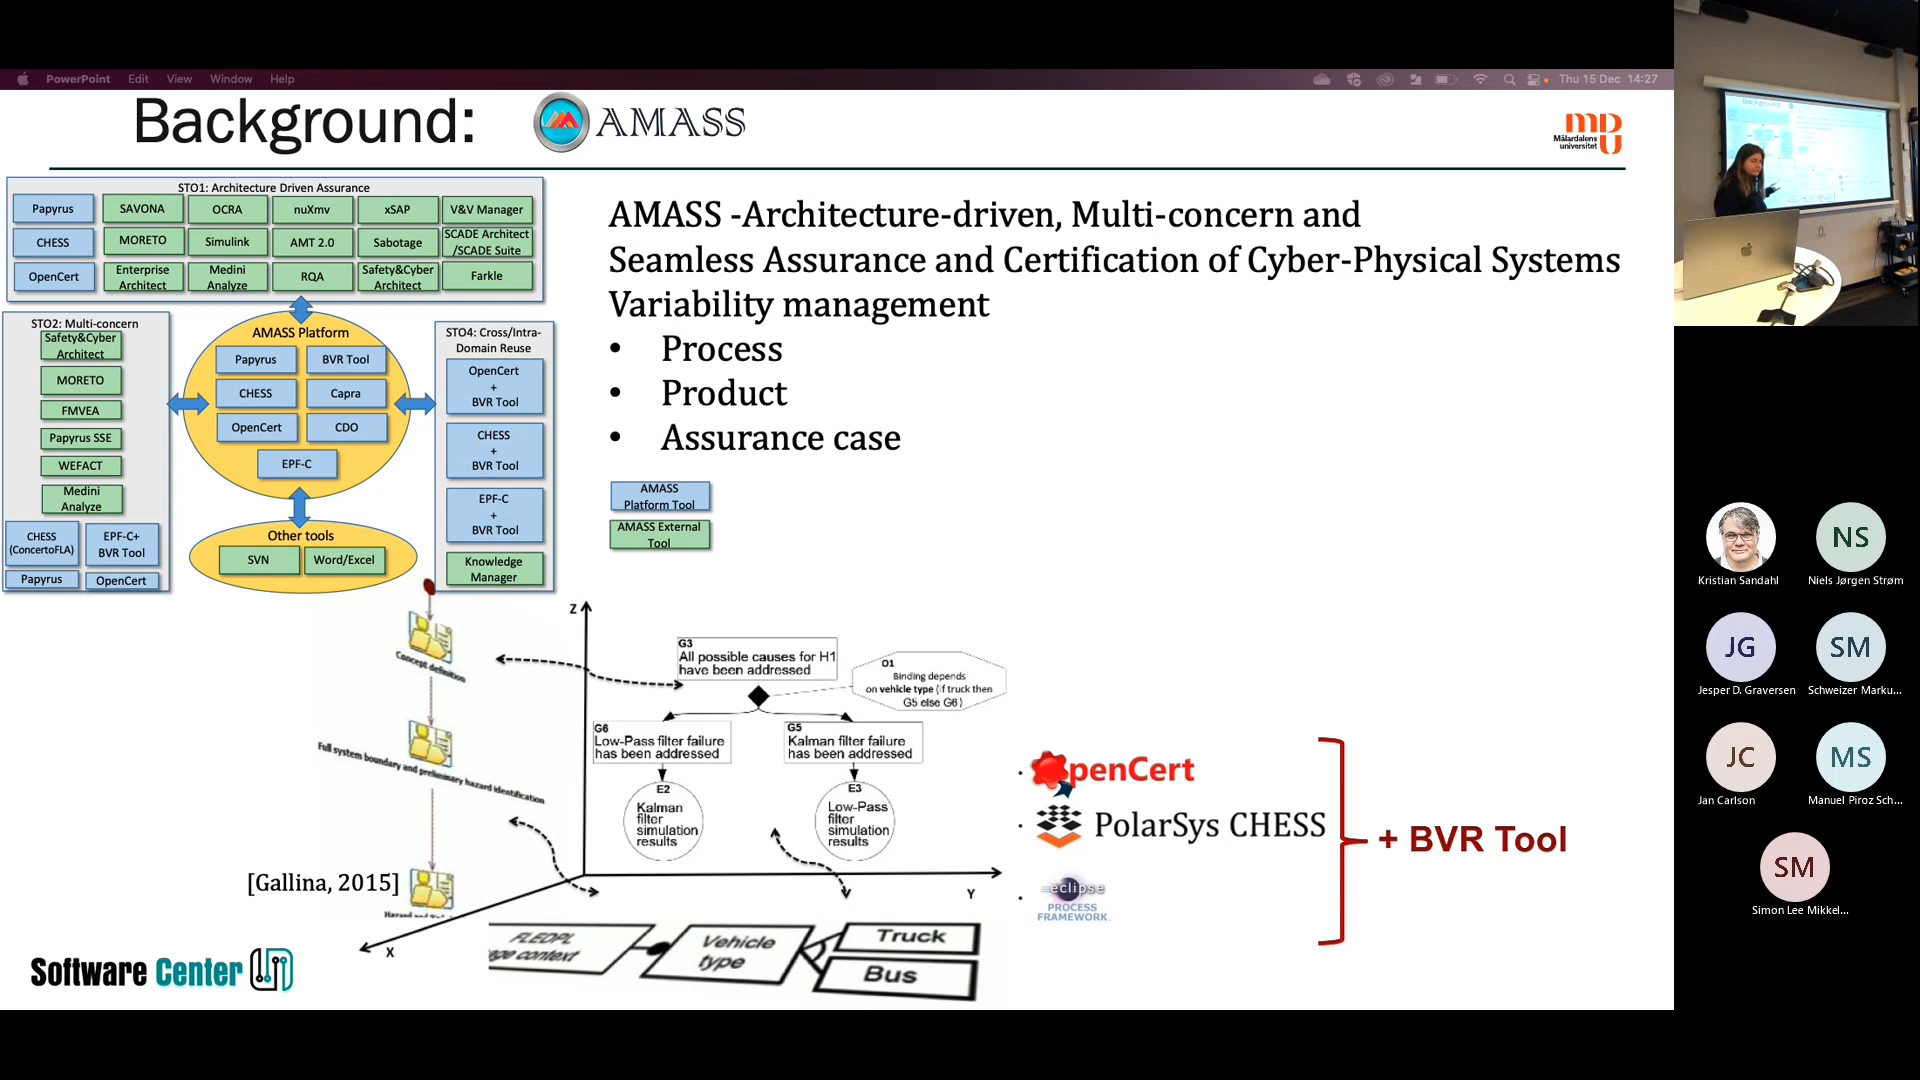 PowerPoint Edit View Window Help
Thu 15 Dec 14:27
Background:
AMASS
Mälardalens
universitet
STO1: Architecture Driven Assurance
Papyrus
SAVONA
OCRA
nuXmv
xSAP
V&V Manager
CHESS
MORETO
Simulink
AMT 2.0
Sabotage
SCADE Architect
/SCADE Suite
OpenCert
Enterprise
Architect
Medini
Analyze
RQA
Safety&Cyber
Architect
Farkle
STO2: Multi-concern
Safety&Cyber
Architect
MORETO
FMVEA
Papyrus SSE
WEFACT
Medini
Analyze
CHESS
(ConcertoFLA)
EPF-C+
BVR Tool
Papyrus
OpenCert
AMASS Platform
Papyrus
BVR Tool
CHESS
Capra
OpenCert
CDO
EPF-C
Other tools
SVN
Word/Excel
STO4: Cross/Intra-
Domain Reuse
OpenCert
+
BVR Tool
CHESS
+
BVR Tool
EPF-C
+
BVR Tool
Knowledge
Manager
AMASS -Architecture-driven, Multi-concern and
Seamless Assurance and Certification of Cyber-Physical Systems
Variability management
• Process
• Product
• Assurance case
AMASS
Platform Tool
AMASS External
Tool
Concept definition
Full system boundary and preliminary hazard identification
[Gallina, 2015]
Z
Y
X
G3
All possible causes for H1
have been addressed
O1
Binding depends
on vehicle type (if truck then
G5 else G6)
G6
Low-Pass filter failure
has been addressed
G5
Kalman filter failure
has been addressed
E2
Kalman
filter
simulation
results
E3
Low-Pass
filter
simulation
results
FLEDPL
age context
Vehicle
type
Truck
Bus
• penCert
• PolarSys CHESS
• eclipse
PROCESS
FRAMEWORK.
+ BVR Tool
Software Center
Background
Kristian Sandahl
NS
Niels Jørgen Strøm
JG
Jesper D. Graversen
SM
Schweizer Marku...
JC
Jan Carlson
MS
Manuel Piroz Sch...
SM
Simon Lee Mikkel...